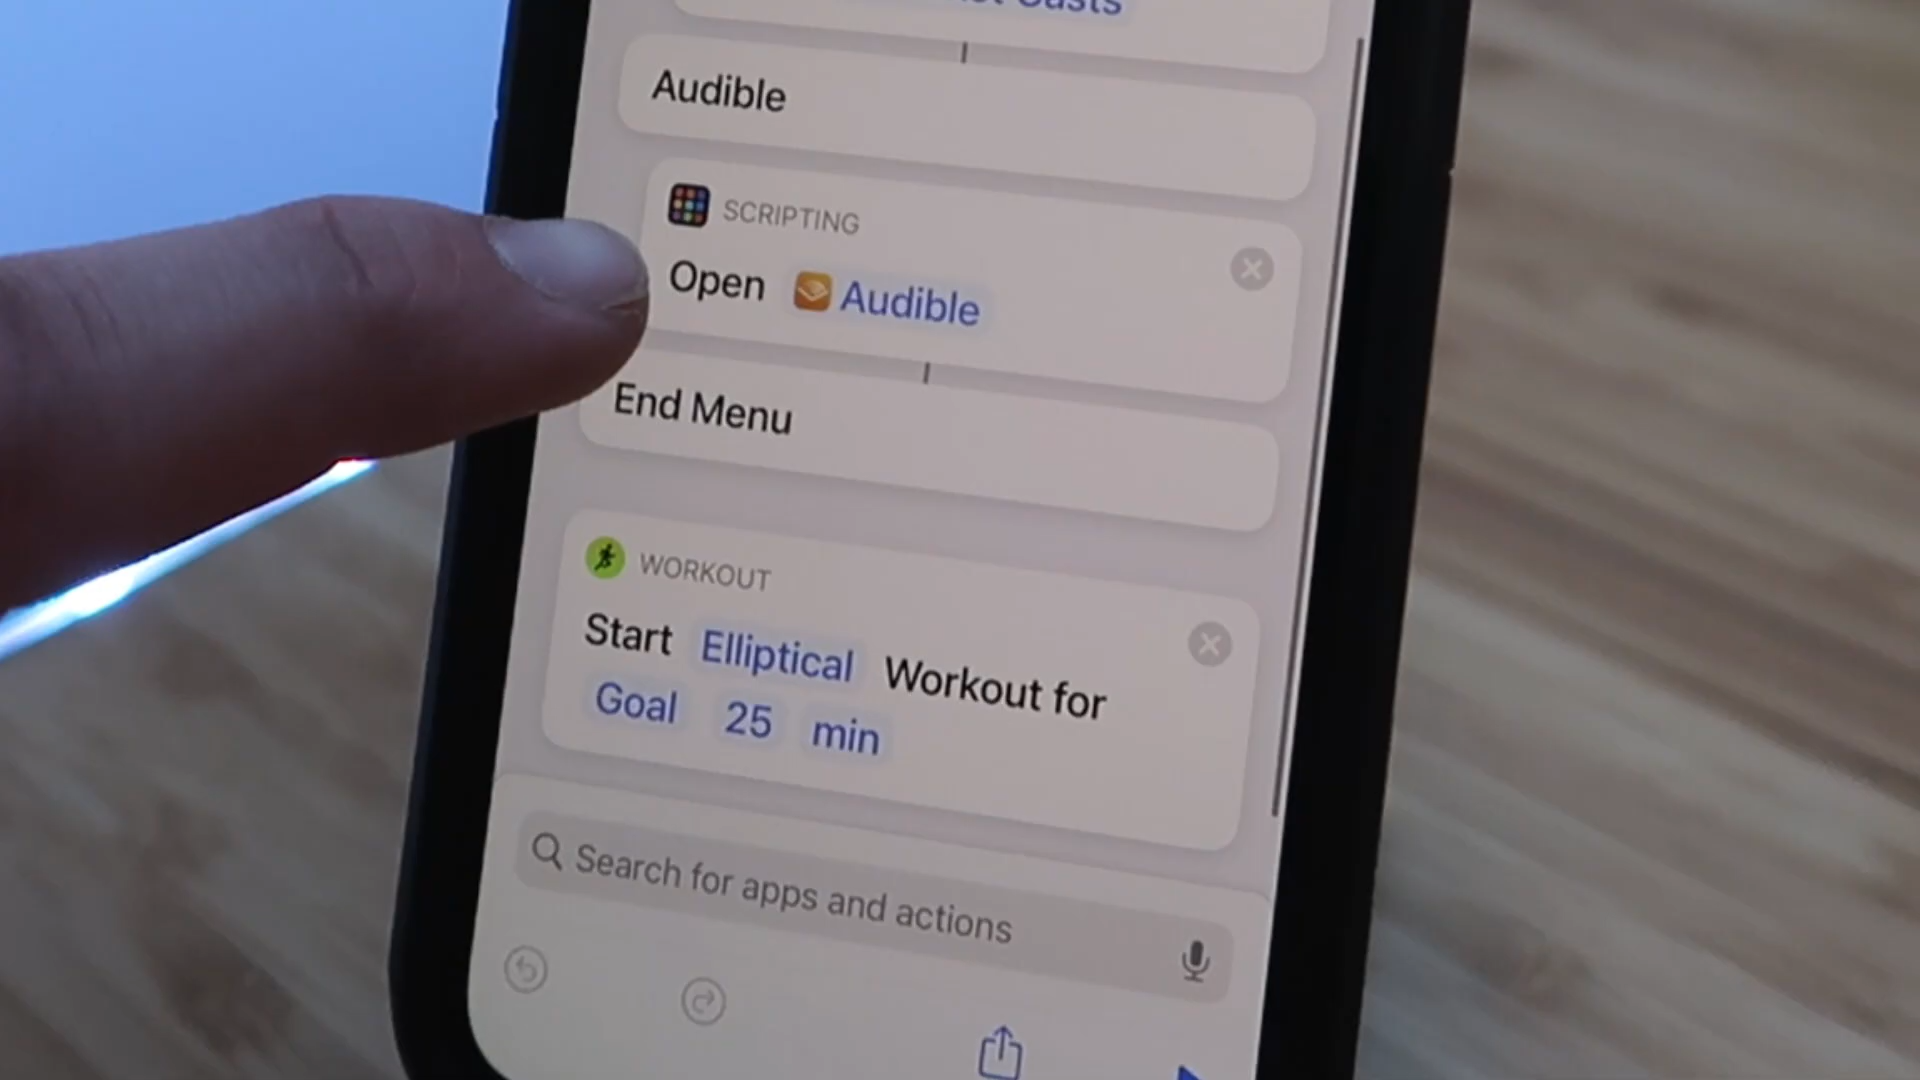 Casts
Audible
SCRIPTING
Open Audible
End Menu
WORKOUT
Start Elliptical Workout for
Goal 25 min
Search for apps and actions